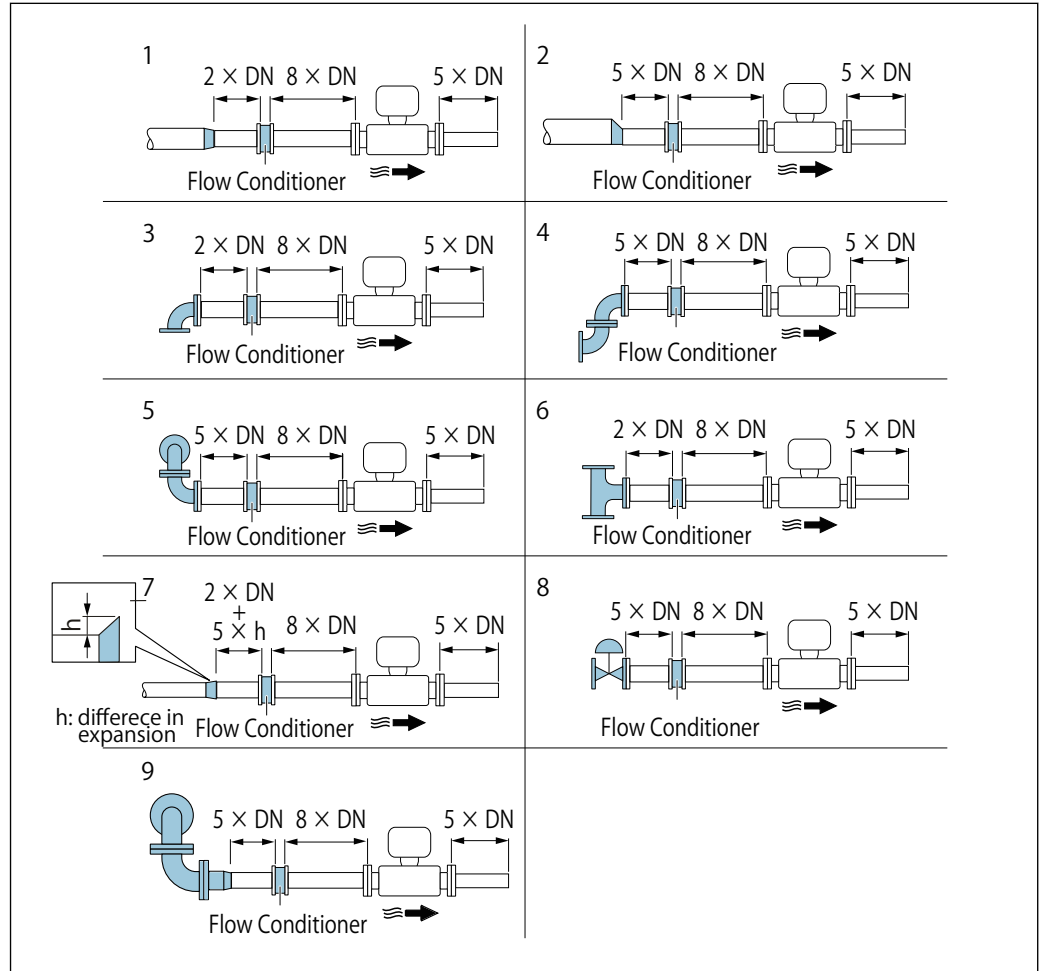 1
2 × DN 8 × DN 5 × DN
Flow Conditioner
2
5 × DN 8 × DN 5 × DN
Flow Conditioner
3
2 × DN 8 × DN 5 × DN
Flow Conditioner
4
5 × DN 8 × DN 5 × DN
Flow Conditioner
5
5 × DN 8 × DN 5 × DN
Flow Conditioner
6
2 × DN 8 × DN 5 × DN
Flow Conditioner
7
h
2 × DN
+
5 × h 8 × DN 5 × DN
h: differece in
expansion
Flow Conditioner
8
5 × DN 8 × DN 5 × DN
Flow Conditioner
9
5 × DN 8 × DN 5 × DN
Flow Conditioner